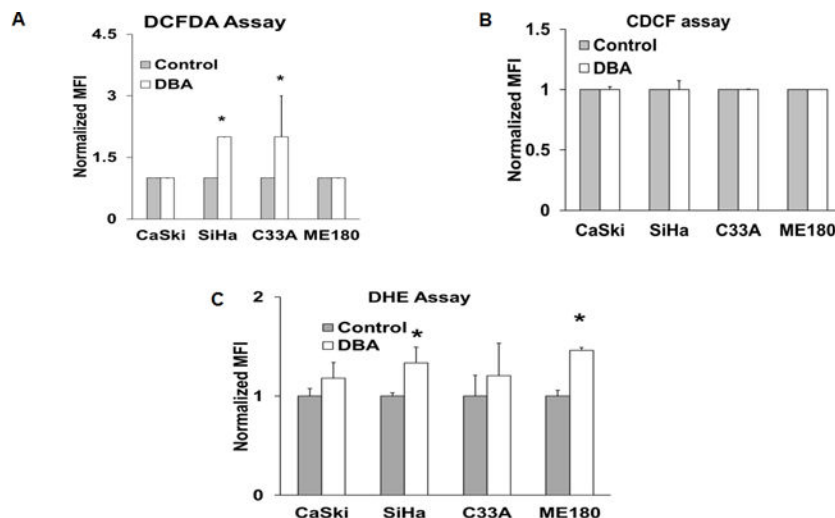 A
DCFDA Assay
Normalized MFI
4.5
3
1.5
0
Control
DBA
*
*
CaSki SiHa C33A ME180
B
CDCF assay
Normalized MFI
1.5
1
0.5
0
Control
DBA
CaSki SiHa C33A ME180
C
DHE Assay
Normalized MFI
2
1
0
Control
DBA
*
*
CaSki SiHa C33A ME180